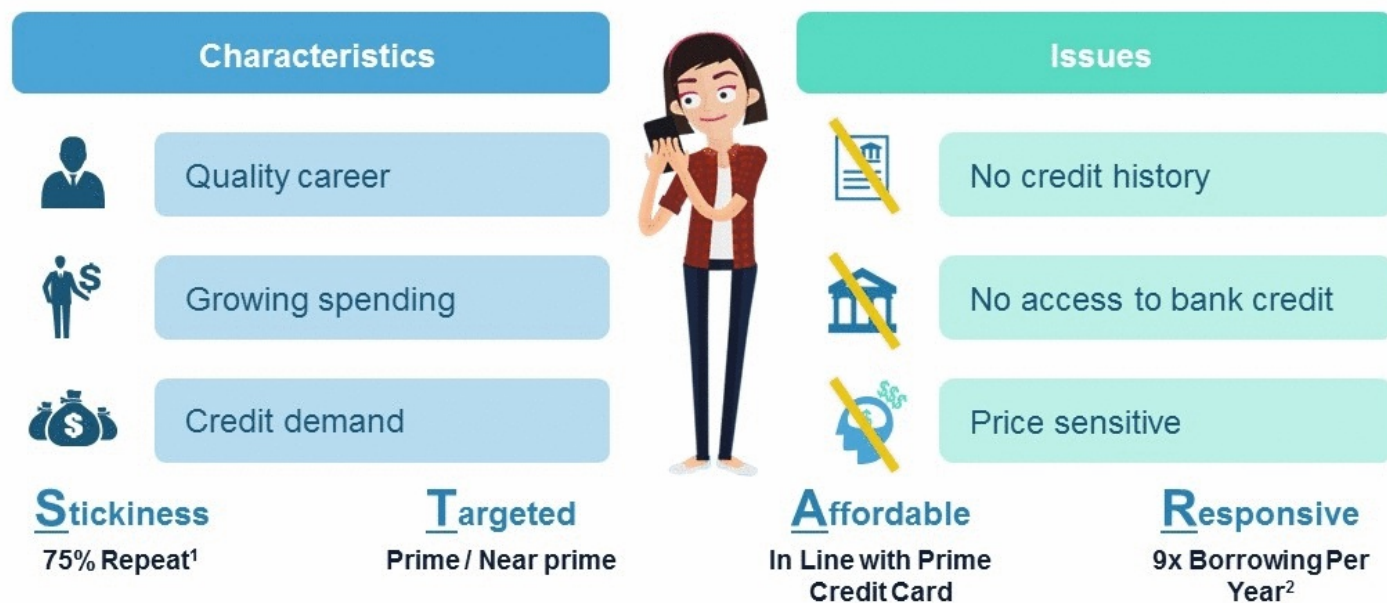 Characteristics
Quality career
Growing spending
Credit demand
Issues
No credit history
No access to bank credit
Price sensitive
Stickiness
75% Repeat¹
Targeted
Prime / Near prime
Affordable
In Line with Prime
Credit Card
Responsive
9x Borrowing Per
Year²